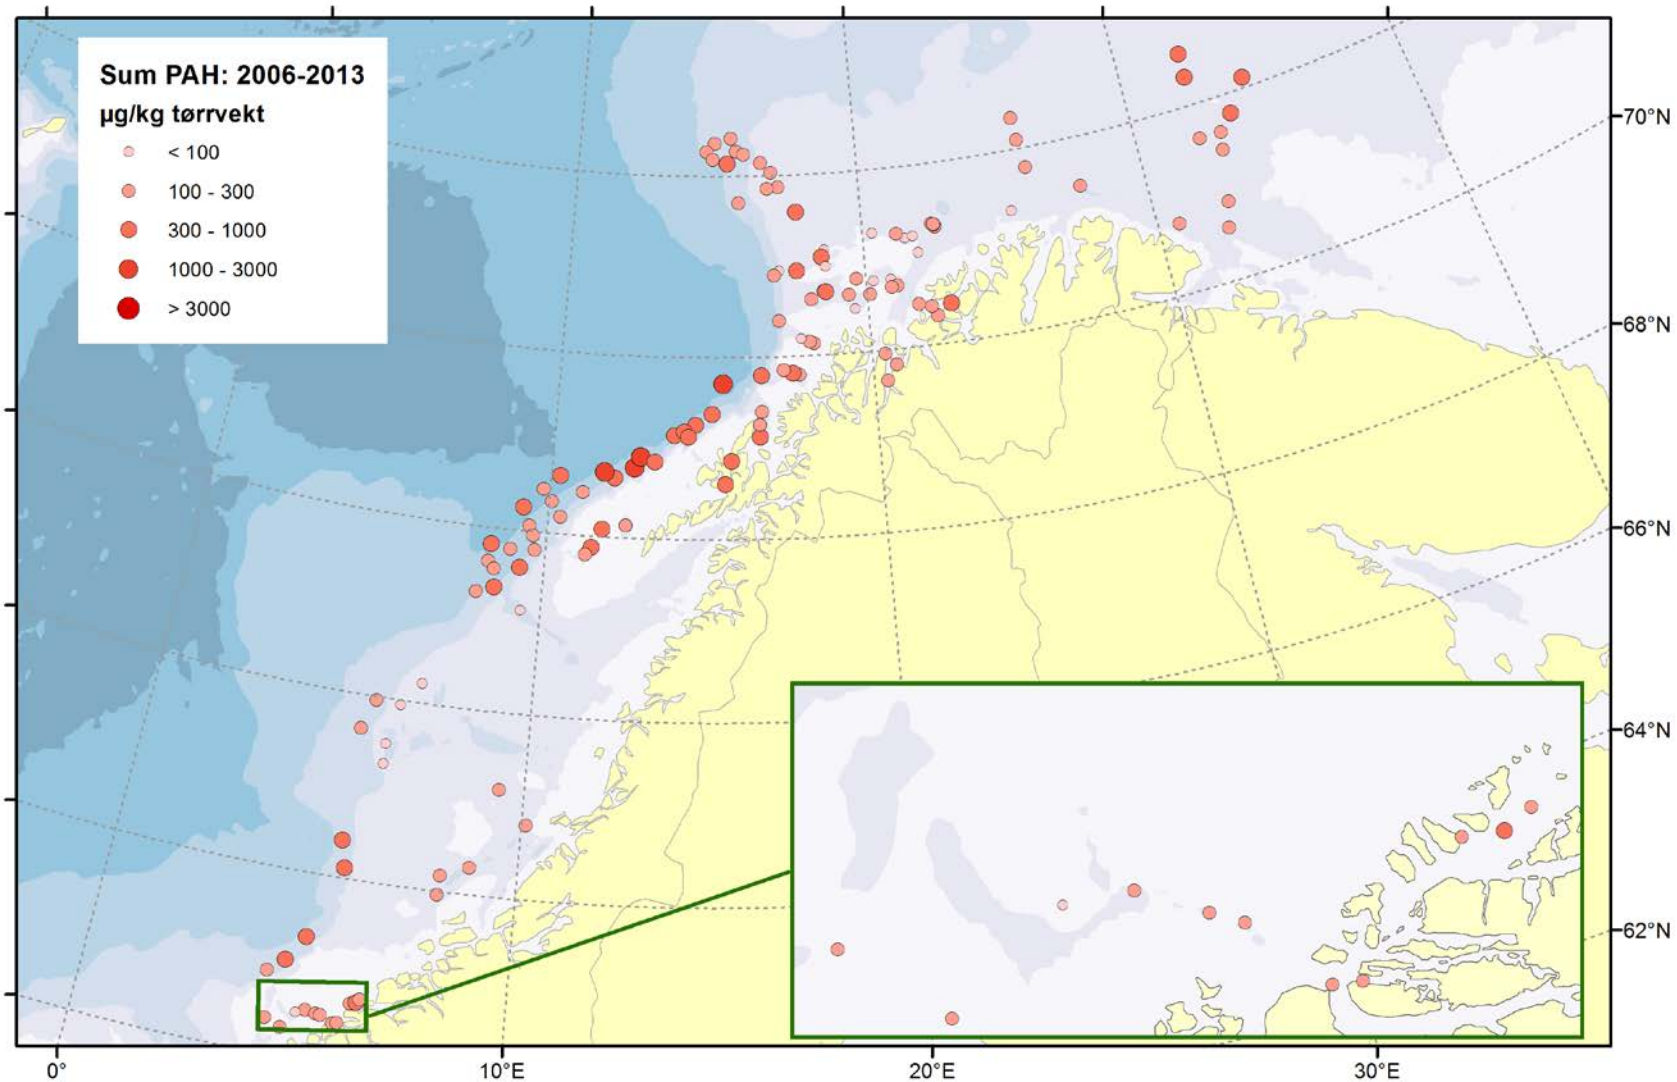 Sum PAH: 2006-2013
µg/kg tørrvekt
< 100
100 - 300
300 - 1000
1000 - 3000
> 3000
70°N
68°N
66°N
64°N
62°N
0°
10°E
20°E
30°E